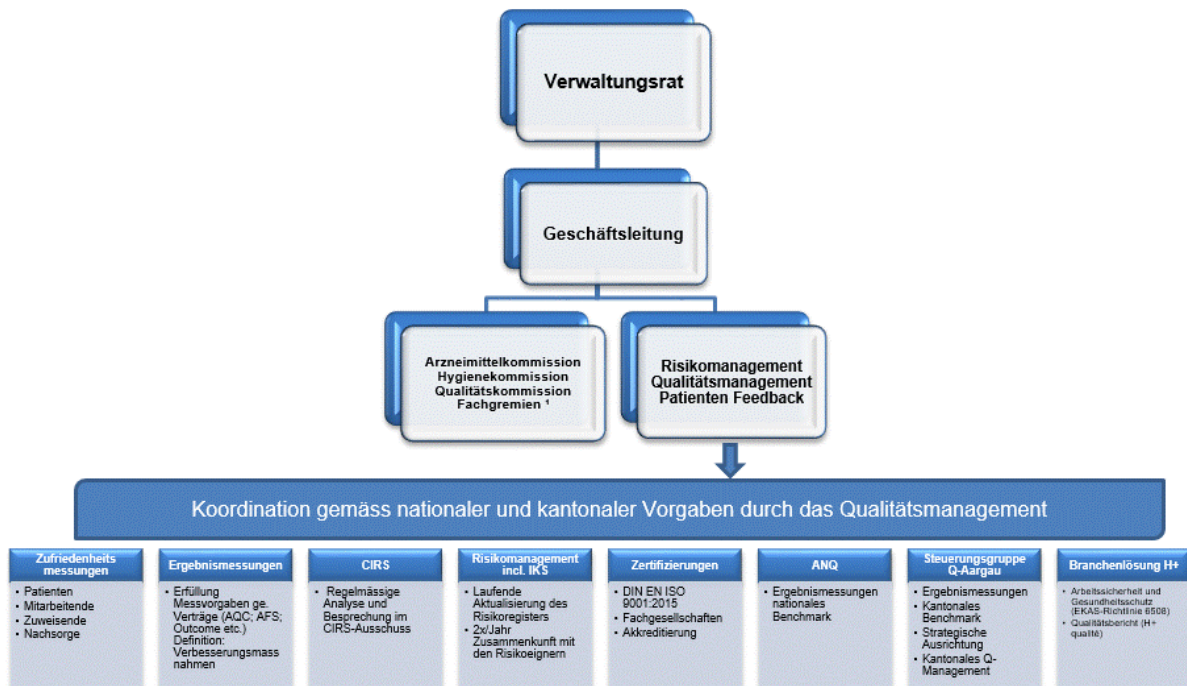 Verwaltungsrat
Geschäftsleitung
Arzneimittelkommission
Hygienekommission
Qualitätskommission
Fachgremien ¹
Risikomanagement
Qualitätsmanagement
Patienten Feedback
Koordination gemäss nationaler und kantonaler Vorgaben durch das Qualitätsmanagement
Zufriedenheits
messungen
• Patienten
• Mitarbeitende
• Zuweisende
• Nachsorge
Ergebnismessungen
• Erfüllung
Messvorgaben ge.
Verträge (AQC; AFS;
Outcome etc.)
Definition:
Verbesserungsmass
nahmen
CIRS
• Regelmässige
Analyse und
Besprechung im
CIRS-Ausschuss
Risikomanagement
incl. IKS
• Laufende
Aktualisierung des
Risikoregisters
• 2x/Jahr
Zusammenkunft mit
den Risikoeignern
Zertifizierungen
• DIN EN ISO
9001:2015
• Fachgesellschaften
• Akkreditierung
ANQ
• Ergebnismessungen
nationales
Benchmark
Steuerungsgruppe
Q-Aargau
• Ergebnismessungen
• Kantonales
Benchmark
• Strategische
Ausrichtung
• Kantonales Q-
Management
Branchenlösung H+
• Arbeitssicherheit und
Gesundheitsschutz
(EKAS-Richtlinie 6508)
• Qualitätsbericht (H+
qualité)